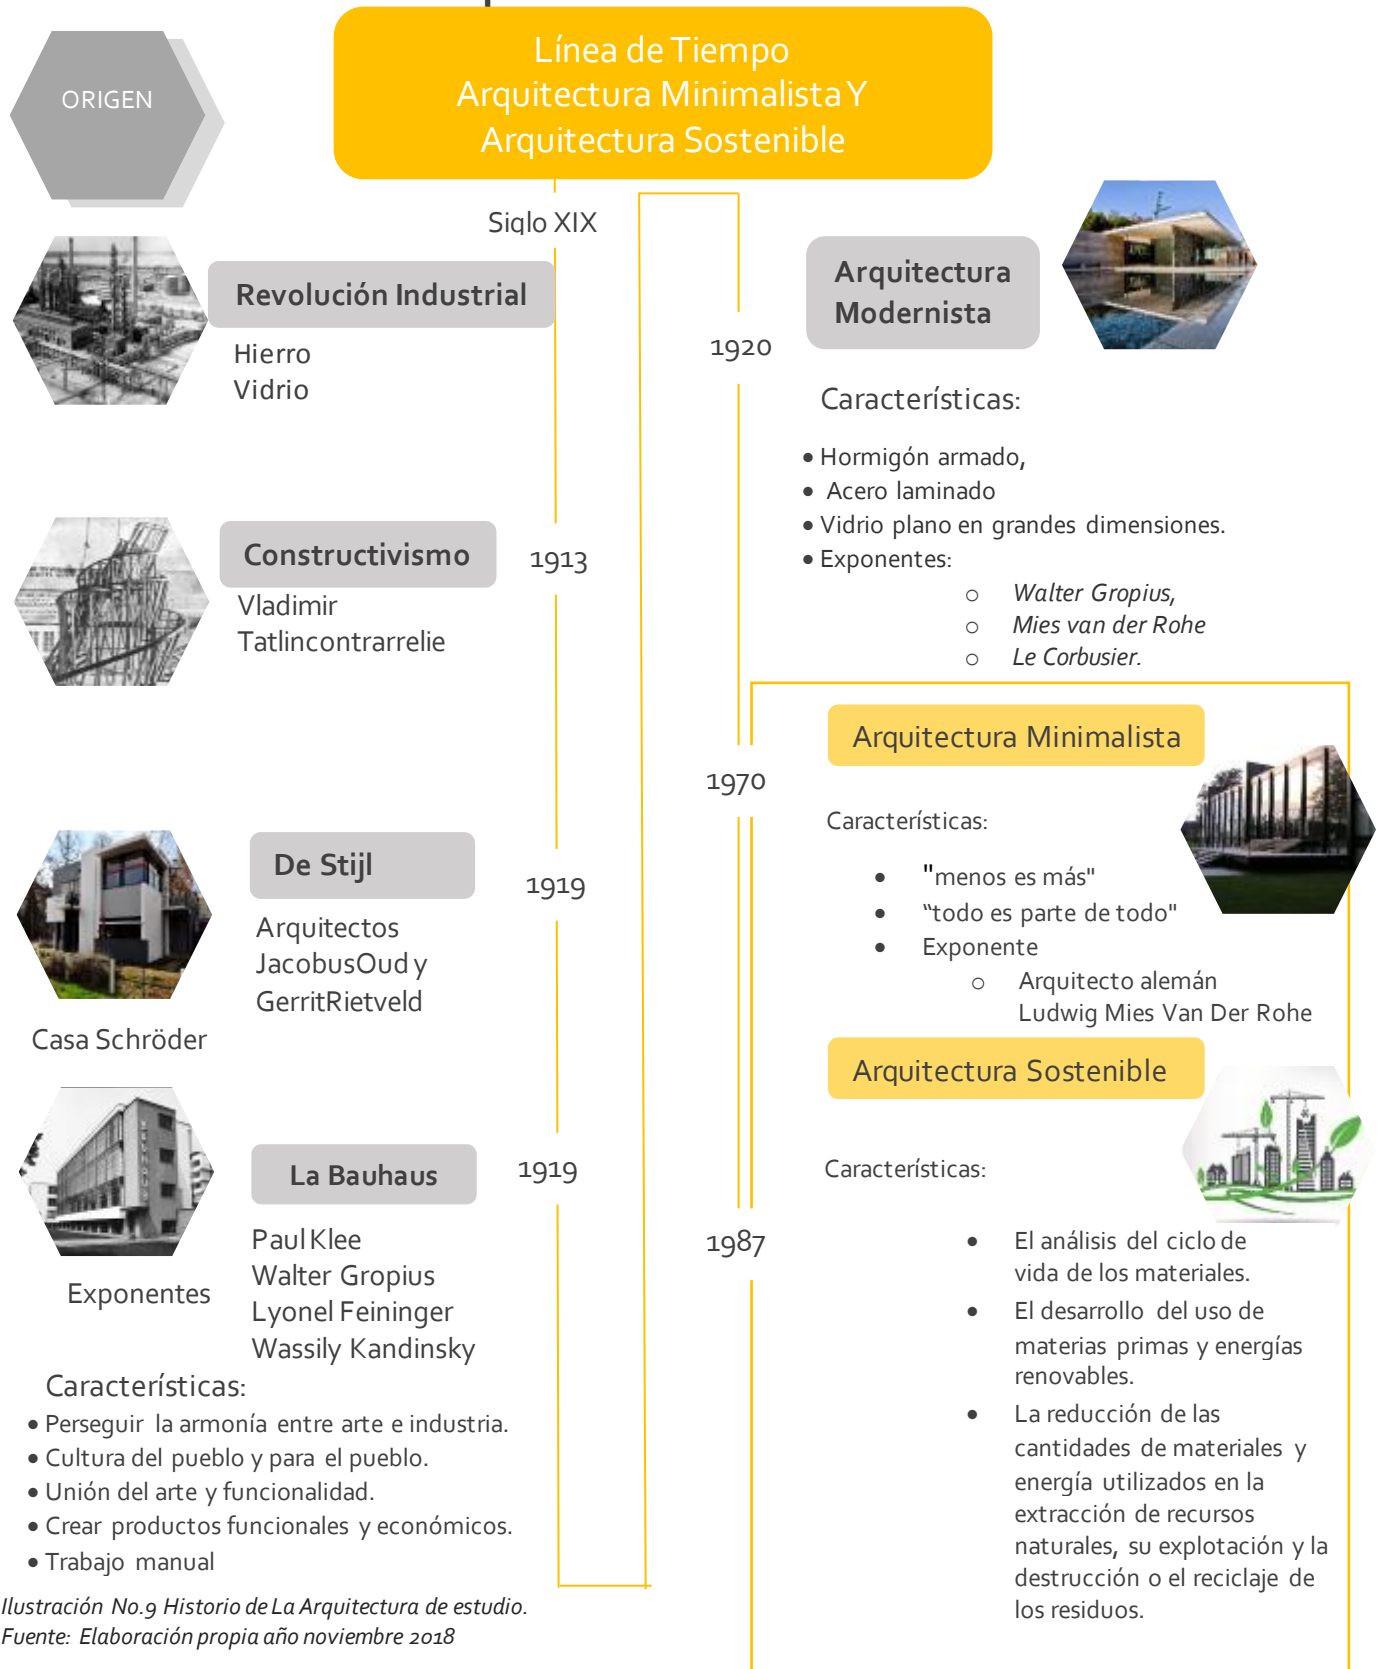 Línea de Tiempo
Arquitectura Minimalista Y
Arquitectura Sostenible
ORIGEN
Siglo XIX
Revolución Industrial
Hierro
Vidrio
1913
Constructivismo
Vladimir
Tatlincontrarrelie
1919
De Stijl
Arquitectos
JacobusOud y
GerritRietveld
Casa Schröder
1919
La Bauhaus
Paul Klee
Walter Gropius
Lyonel Feininger
Wassily Kandinsky
Exponentes
Características:
• Perseguir la armonía entre arte e industria.
• Cultura del pueblo y para el pueblo.
• Unión del arte y funcionalidad.
• Crear productos funcionales y económicos.
• Trabajo manual
1920
Arquitectura
Modernista
Características:
• Hormigón armado,
• Acero laminado
• Vidrio plano en grandes dimensiones.
• Exponentes:
o Walter Gropius,
o Mies van der Rohe
o Le Corbusier.
1970
Arquitectura Minimalista
Características:
• "menos es más"
• “todo es parte de todo"
• Exponente
o Arquitecto alemán
Ludwig Mies Van Der Rohe
Arquitectura Sostenible
1987
Características:
• El análisis del ciclo de
vida de los materiales.
• El desarrollo del uso de
materias primas y energías
renovables.
• La reducción de las
cantidades de materiales y
energía utilizados en la
extracción de recursos
naturales, su explotación y la
destrucción o el reciclaje de
los residuos.
Ilustración No.9 Historio de La Arquitectura de estudio.
Fuente: Elaboración propia año noviembre 2018